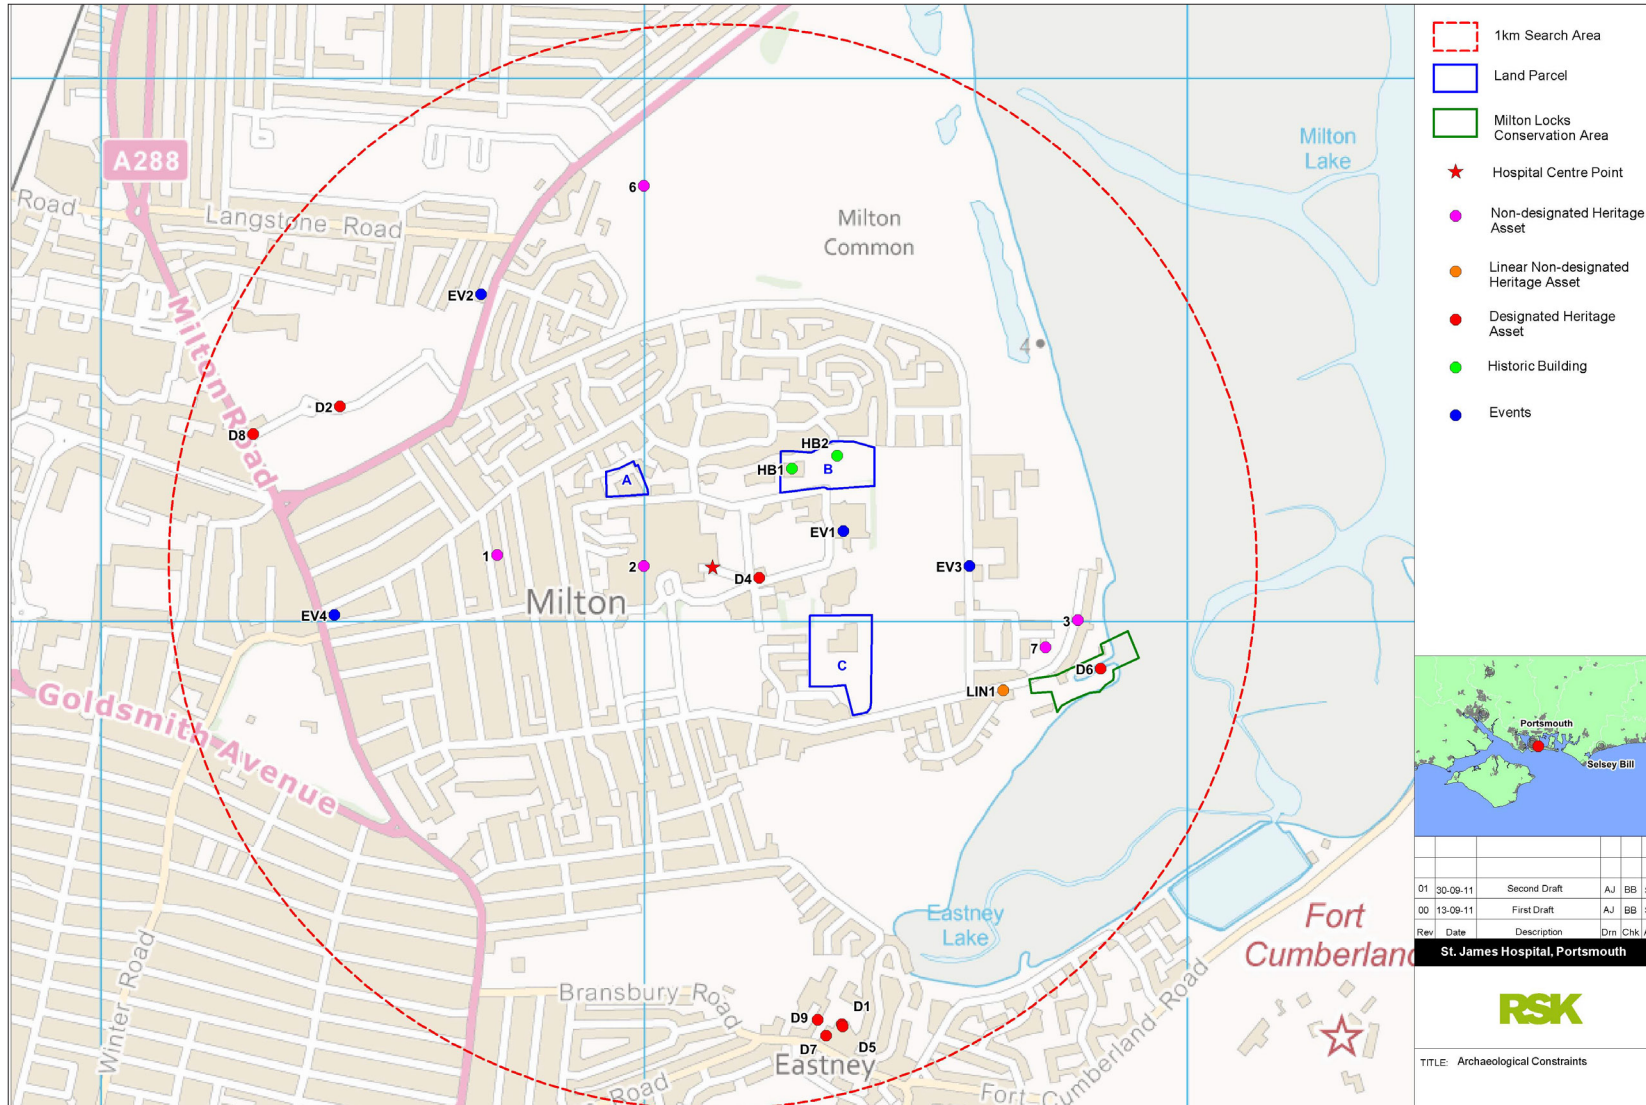 A288
Road
Langstone Road
Milton Road
Goldsmith Avenue
Winter Road
Milton
Common
Milton
Lake
Milton
Eastney
Lake
Fort
Cumberland
Bransbury Road
Eastney
Road
Fort Cumberland Road
6
EV2
4
D2
D8
HB2
HB1
B
A
EV1
1
2
D4
EV3
EV4
3
7
C
D6
LIN1
D9
D1
D7
D5
1km Search Area
Land Parcel
Milton Locks
Conservation Area
Hospital Centre Point
Non-designated Heritage
Asset
Linear Non-designated
Heritage Asset
Designated Heritage
Asset
Historic Building
Events
Portsmouth
Selsey Bill
01 30-09-11 Second Draft AJ BB
00 13-09-11 First Draft AJ BB
Rev Date Description Drn Chk
St. James Hospital, Portsmouth
RSK
TITLE: Archaeological Constraints